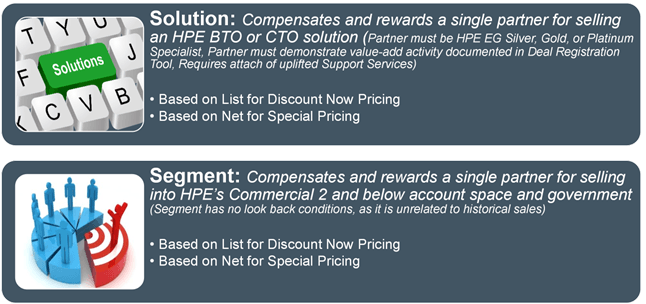 T Y U
Solutions
F J
C V B
Solution: Compensates and rewards a single partner for selling
an HPE BTO or CTO solution (Partner must be HPE EG Silver, Gold, or Platinum
Specialist, Partner must demonstrate value-add activity documented in Deal Registration
Tool, Requires attach of uplifted Support Services)
• Based on List for Discount Now Pricing
• Based on Net for Special Pricing
Segment: Compensates and rewards a single partner for selling
into HPE's Commercial 2 and below account space and government
(Segment has no look back conditions, as it is unrelated to historical sales)
• Based on List for Discount Now Pricing
• Based on Net for Special Pricing